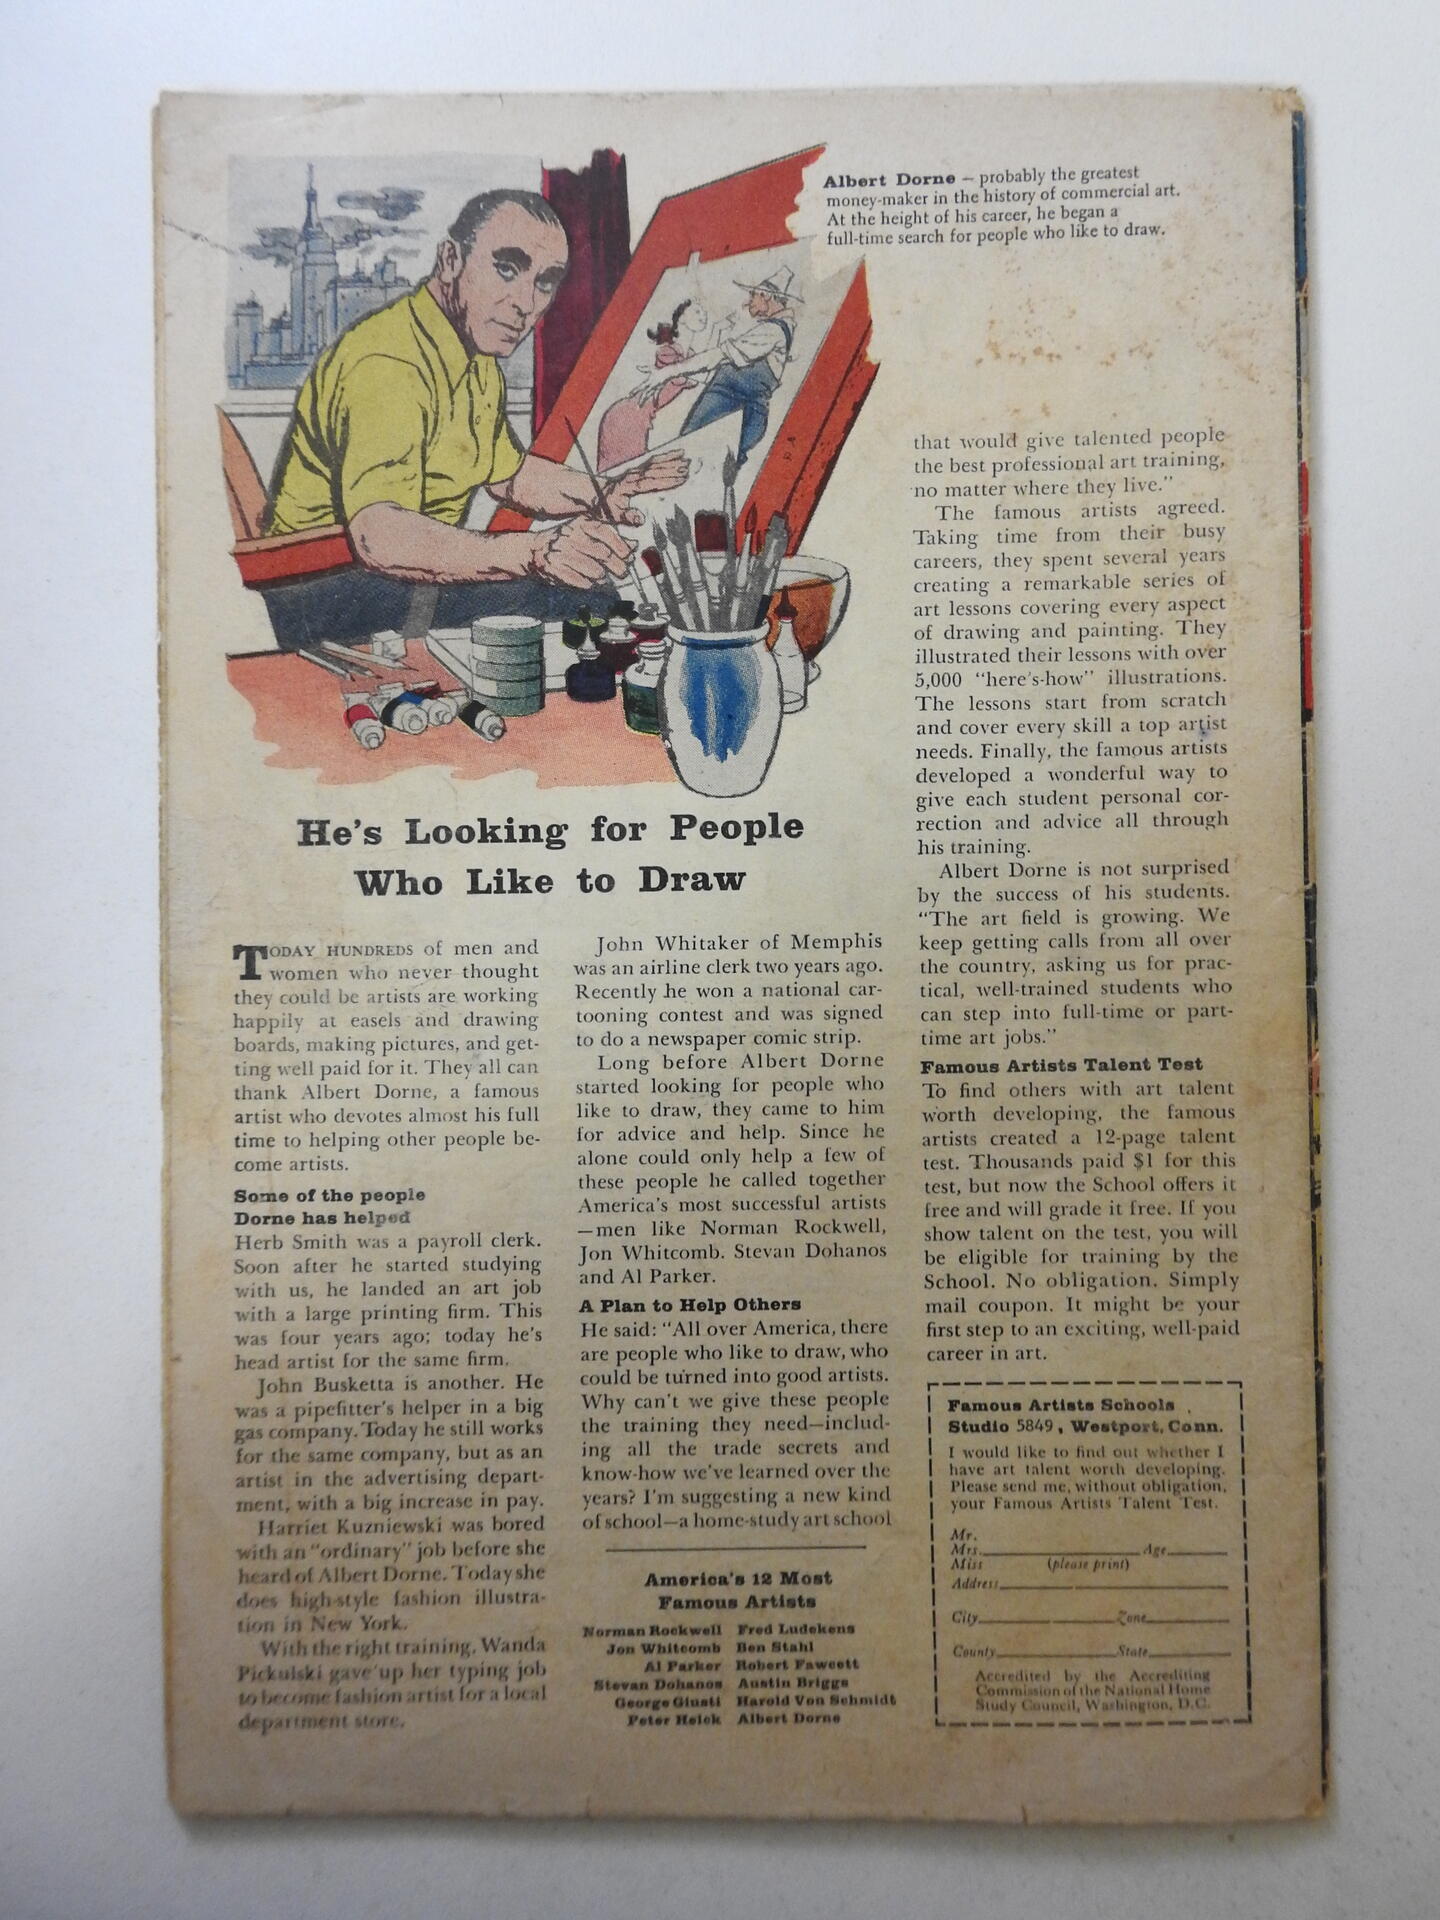 Albert Dorne – probably the greatest
money-maker in the history of commercial art.
At the height of his career, he began a
full-time search for people who like to draw.
He's Looking for People
Who Like to Draw
TODAY HUNDREDS of men and
women who never thought
they could be artists are working
happily at easels and drawing
boards, making pictures, and get-
ting well paid for it. They all can
thank Albert Dorne, a famous
artist who devotes almost his full
time to helping other people be-
come artists.
Some of the people
Dorne has helped
Herb Smith was a payroll clerk.
Soon after he started studying
with us, he landed an art job
with a large printing firm. This
was four years ago; today he's
head artist for the same firm.
John Busketta is another. He
was a pipefitter's helper in a big
gas company. Today he still works
for the same company, but as an
artist in the advertising depart-
ment, with a big increase in pay.
Harriet Kuzniewski was bored
with an "ordinary" job before she
heard of Albert Dorne. Today she
does high-style fashion illustra-
tion in New York.
With the right training, Wanda
Pickulski gave up her typing job
to become fashion artist for a local
department store.
John Whitaker of Memphis
was an airline clerk two years ago.
Recently he won a national car-
tooning contest and was signed
to do a newspaper comic strip.
Long before Albert Dorne
started looking for people who
like to draw, they came to him
for advice and help. Since he
alone could only help a few of
these people he called together
America's most successful artists
—men like Norman Rockwell,
Jon Whitcomb. Stevan Dohanos
and Al Parker.
A Plan to Help Others
He said: "All over America, there
are people who like to draw, who
could be turned into good artists.
Why can't we give these people
the training they need—includ-
ing all the trade secrets and
know-how we've learned over the
years? I'm suggesting a new kind
of school—a home-study art school
America's 12 Most
Famous Artists
Norman Rockwell Fred Ludekens
Jon Whitcomb Ben Stahl
Al Parker Robert Fawcett
Stevan Dohanos Austin Briggs
George Giusti Harold Von Schmidt
Peter Helck Albert Dorne
that would give talented people
the best professional art training,
no matter where they live."
The famous artists agreed.
Taking time from their busy
careers, they spent several years
creating a remarkable series of
art lessons covering every aspect
of drawing and painting. They
illustrated their lessons with over
5,000 "here's-how" illustrations.
The lessons start from scratch
and cover every skill a top artist
needs. Finally, the famous artists
developed a wonderful way to
give each student personal cor-
rection and advice all through
his training.
Albert Dorne is not surprised
by the success of his students.
"The art field is growing. We
keep getting calls from all over
the country, asking us for prac-
tical, well-trained students who
can step into full-time or part-
time art jobs."
Famous Artists Talent Test
To find others with art talent
worth developing, the famous
artists created a 12-page talent
test. Thousands paid $1 for this
test, but now the School offers it
free and will grade it free. If you
show talent on the test, you will
be eligible for training by the
School. No obligation. Simply
mail coupon. It might be your
first step to an exciting, well-paid
career in art.
Famous Artists Schools
Studio 5849, Westport, Conn.
I would like to find out whether I
have art talent worth developing.
Please send me, without obligation,
your Famous Artists Talent Test.
Mr.
Mrs. Age
Miss (please print)
Address
City Zone
County State
Accredited by the Accrediting
Commission of the National Home
Study Council, Washington, D.C.